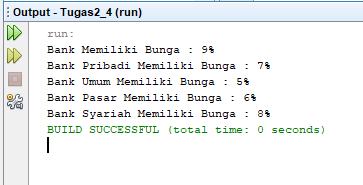 Output - Tugas2_4 (run)
run:
Bank Memiliki Bunga : 9%
Bank Pribadi Memiliki Bunga : 7%
Bank Umum Memiliki Bunga : 5%
Bank Pasar Memiliki Bunga : 6%
Bank Syariah Memiliki Bunga : 8%
BUILD SUCCESSFUL (total time: 0 seconds)